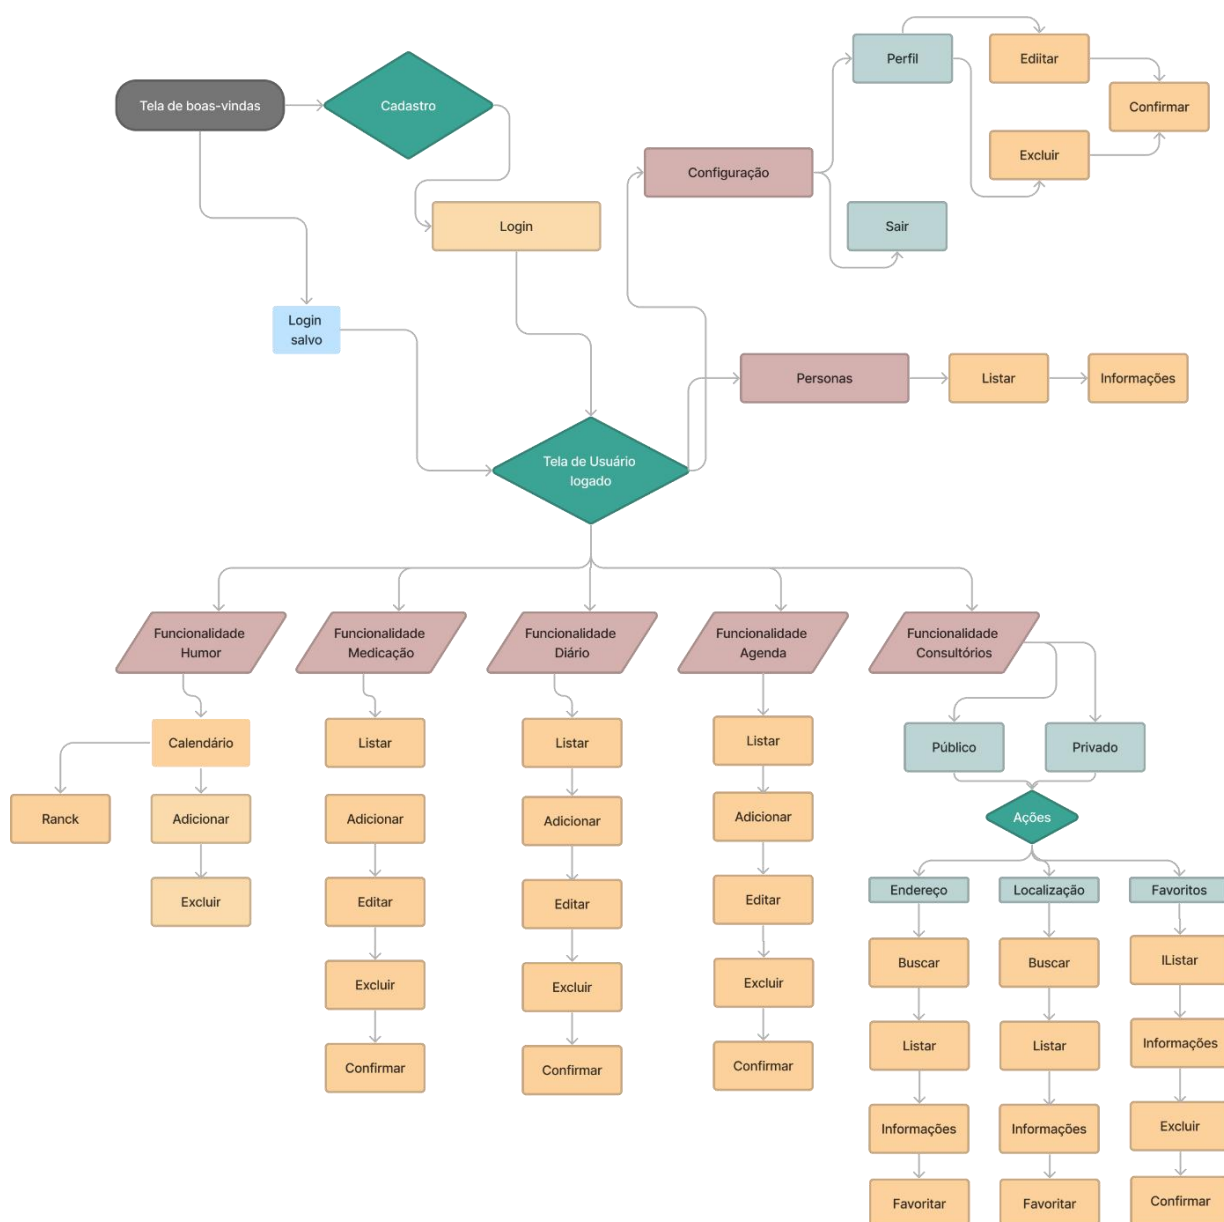 Tela de boas-vindas
Cadastro
Perfil
Ediitar
Confirmar
Excluir
Configuração
Sair
Login
Login
salvo
Personas
Listar
Informações
Tela de Usuário
logado
Funcionalidade
Humor
Funcionalidade
Medicação
Funcionalidade
Diário
Funcionalidade
Agenda
Funcionalidade
Consultórios
Calendário
Ranck
Adicionar
Excluir
Listar
Adicionar
Editar
Excluir
Confirmar
Listar
Adicionar
Editar
Excluir
Confirmar
Listar
Adicionar
Editar
Excluir
Confirmar
Público
Privado
Ações
Endereço
Localização
Favoritos
Buscar
Listar
Informações
Favoritar
Buscar
Listar
Informações
Favoritar
IListar
Informações
Excluir
Confirmar